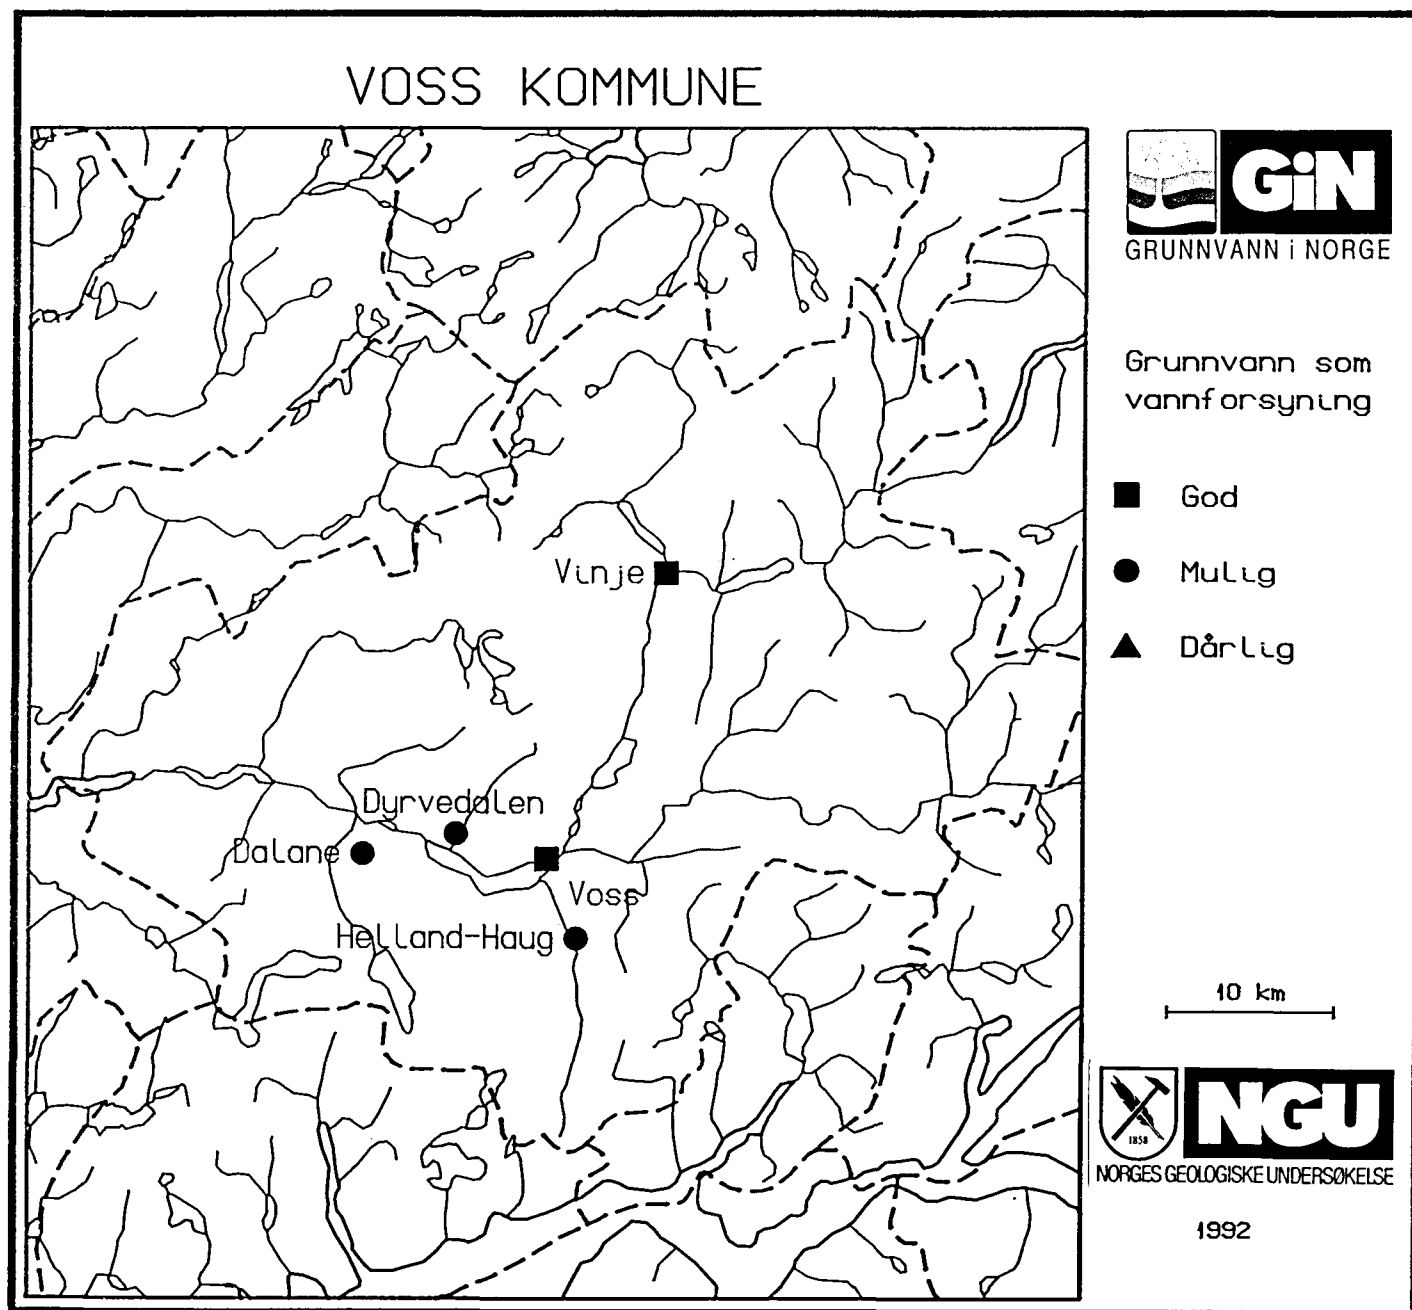 VOSS KOMMUNE
GiN
GRUNNVANN i NORGE
Grunnvann som
vannforsyning
God
Mulig
Dårlig
Vinje
Dyrvedalen
Dalane
Voss
Helland-Haug
10 km
1858
NGU
NORGES GEOLOGISKE UNDERSØKELSE
1992